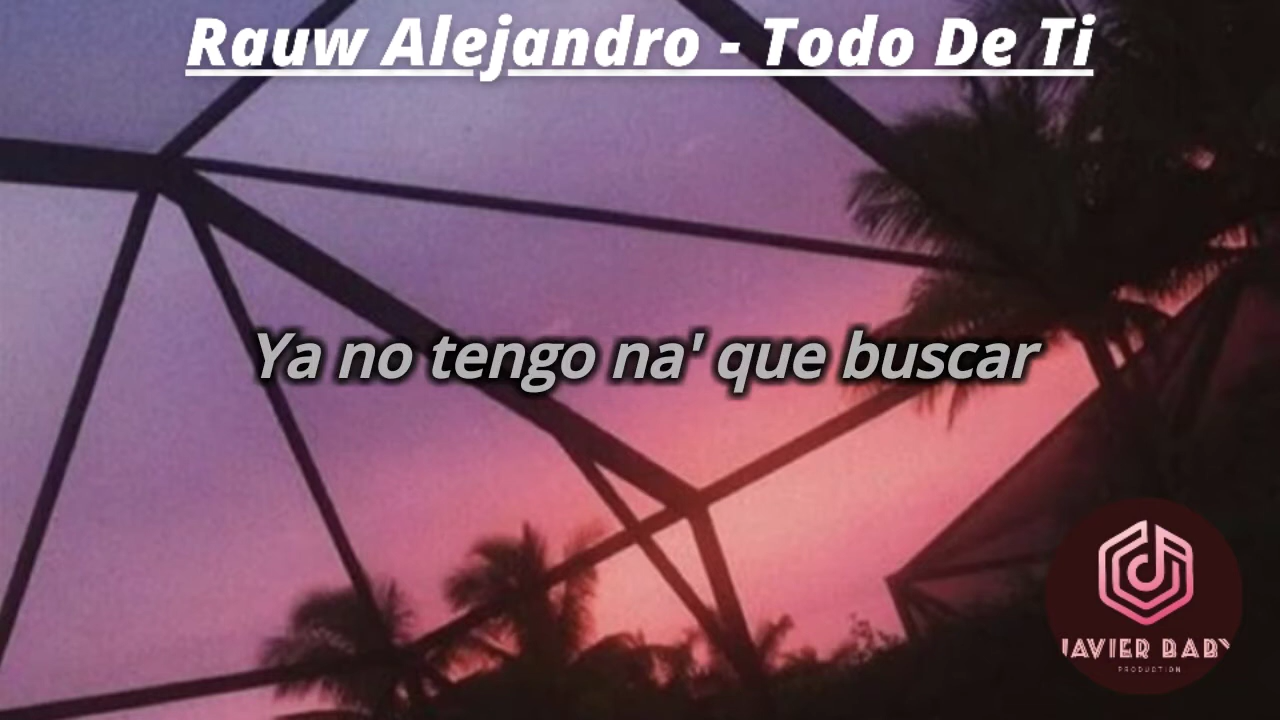 Rauw Alejandro - Todo De Ti
Ya no tengo na' que buscar
JAVIER BABY
PRODUCTION